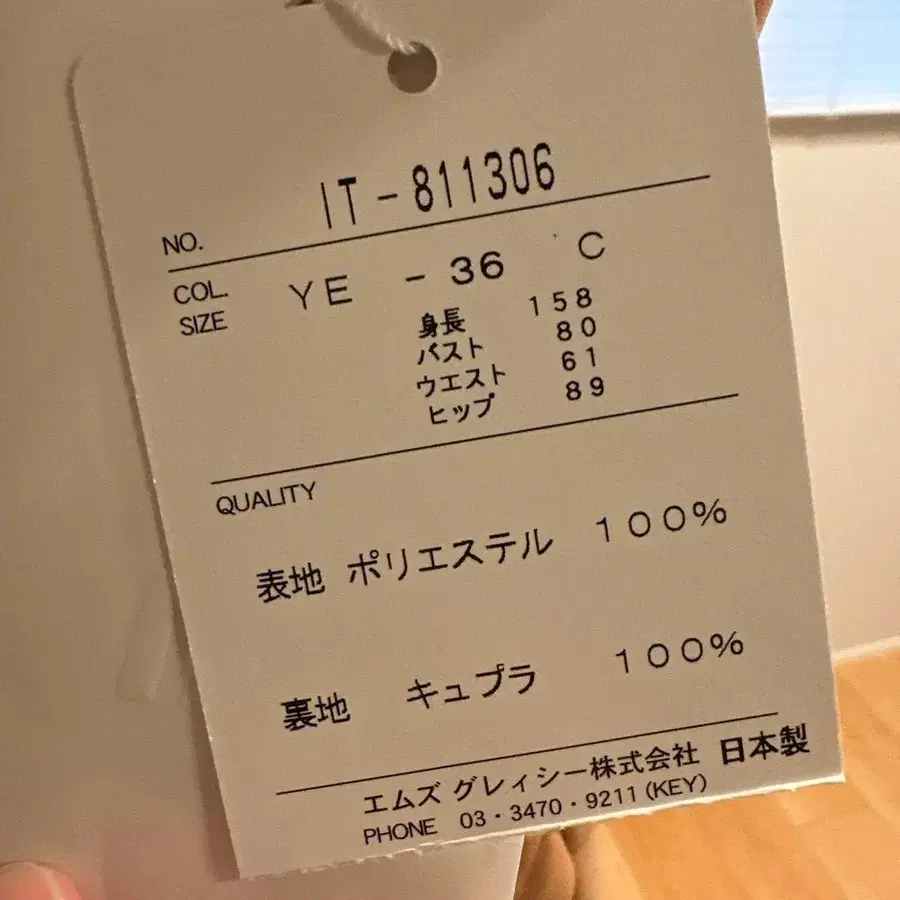 NO. IT-811306
COL. YE -36 C
SIZE
身長 158
バスト 80
ウエスト 61
ヒップ 89
QUALITY
表地 ポリエステル 100%
裏地 キュプラ 100%
エムズ グレィシー株式会社 日本製
PHONE 03・3470・9211(KEY)